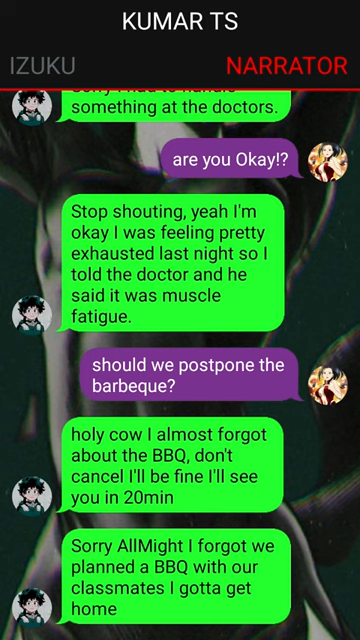 KUMAR TS
IZUKU
NARRATOR
Sorry I had to handle
something at the doctors.
are you Okay!?
Stop shouting, yeah I'm
okay I was feeling pretty
exhausted last night so I
told the doctor and he
said it was muscle
fatigue.
should we postpone the
barbeque?
holy cow I almost forgot
about the BBQ, don't
cancel I'll be fine I'll see
you in 20min
Sorry AllMight I forgot we
planned a BBQ with our
classmates I gotta get
home